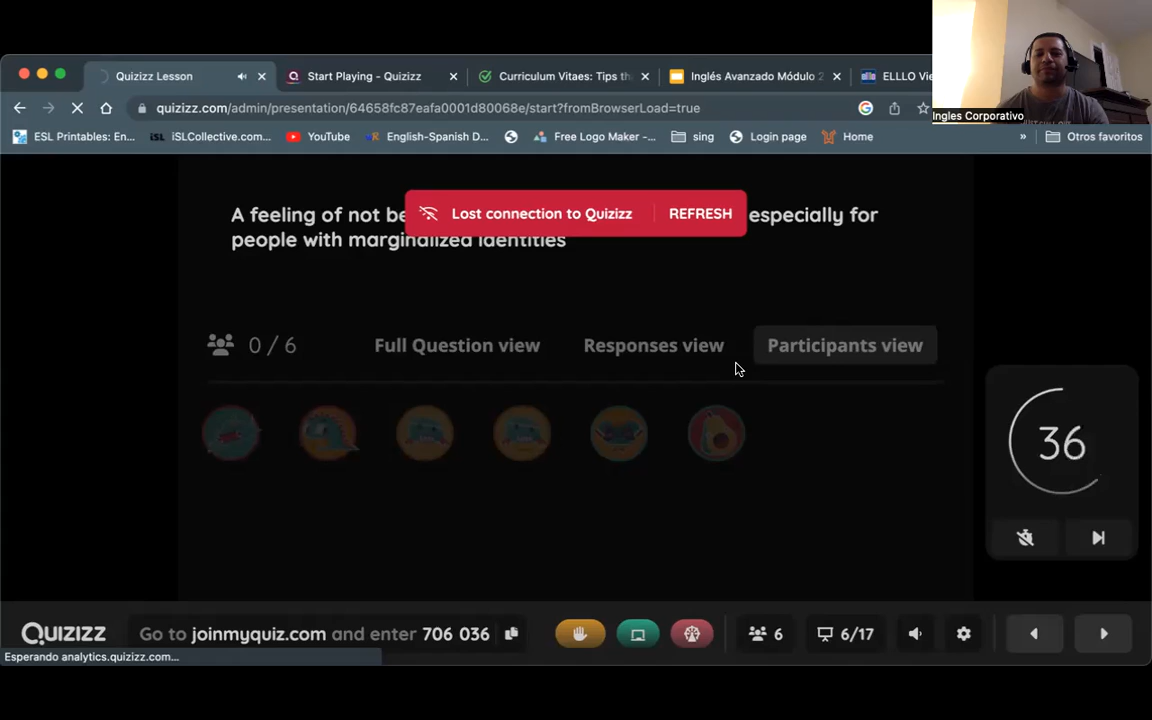 Quizizz Lesson
Start Playing - Quizizz
Curriculum Vitaes: Tips th
Inglés Avanzado Módulo 2
ELLLO Vie
quizizz.com/admin/presentation/64658fc87eafa0001d80068e/start?fromBrowserLoad=true
Ingles Corporativo
ESL Printables: En...
iSL
iSLCollective.com...
YouTube
English-Spanish D...
Free Logo Maker -...
sing
Login page
Home
»
Otros favoritos
A feeling of not be
especially for
Lost connection to Quizizz
REFRESH
people with marginalized identities
0 / 6
Full Question view
Responses view
Participants view
36
Quizizz
Go to joinmyquiz.com and enter 706 036
6
6/17
Esperando analytics.quizizz.com...